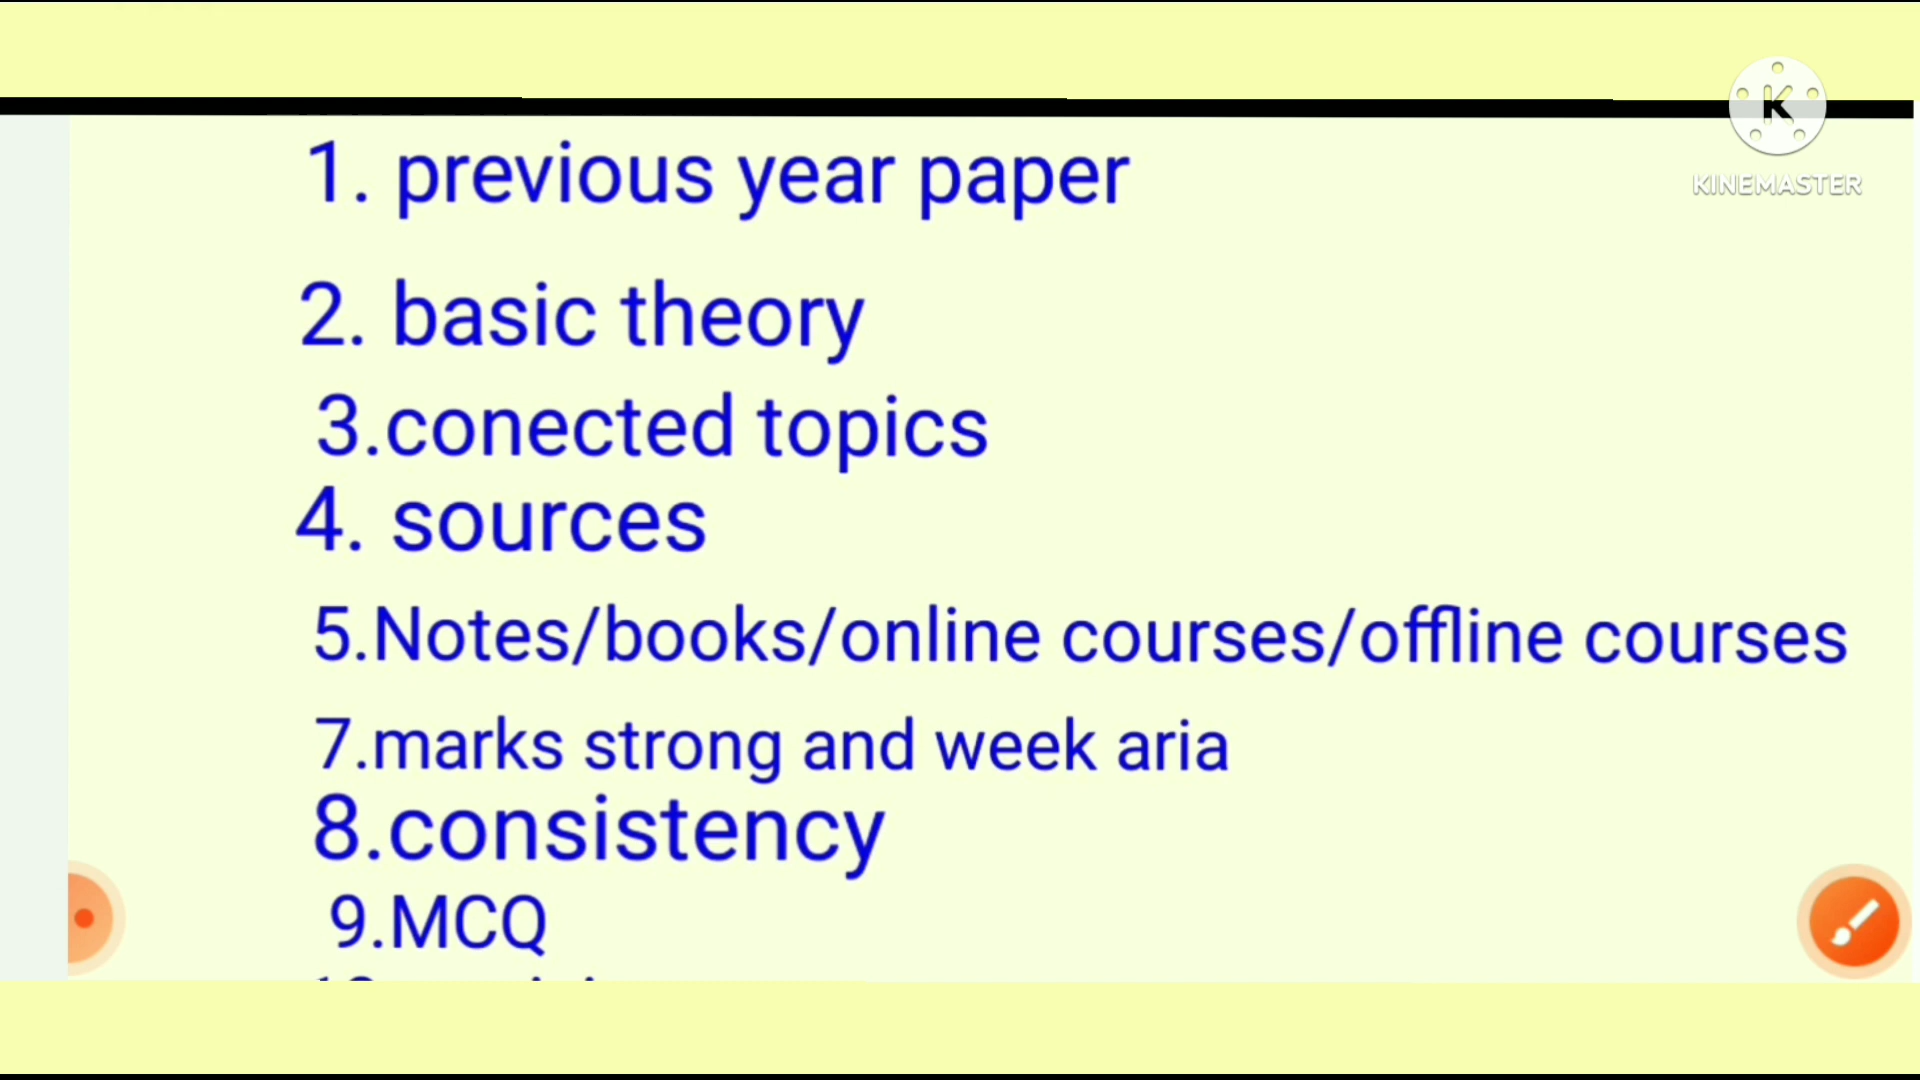 K
KINEMASTER
1. previous year paper
2. basic theory
3.conected topics
4. sources
5.Notes/books/online courses/offline courses
7.marks strong and week aria
8.consistency
9.MCQ